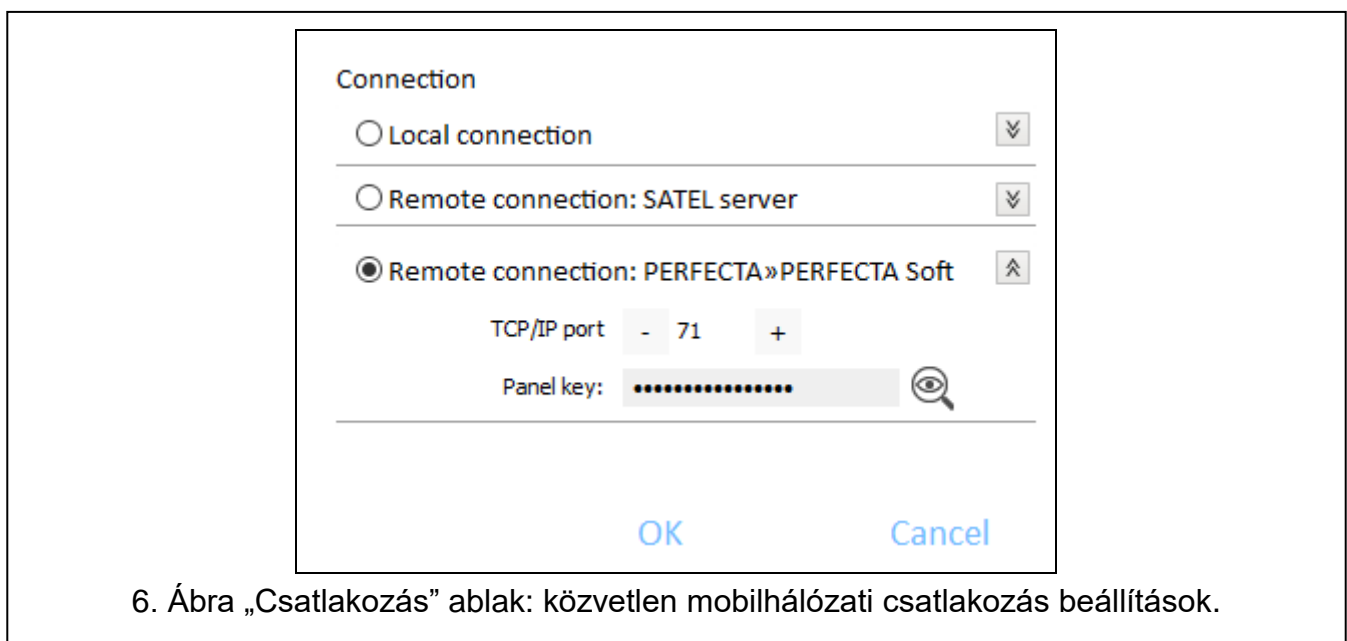 Connection
Local connection
Remote connection: SATEL server
Remote connection: PERFECTA»PERFECTA Soft
TCP/IP port - 71 +
Panel key: ••••••••••••••••
OK Cancel
6. Ábra „Csatlakozás” ablak: közvetlen mobilhálózati csatlakozás beállítások.